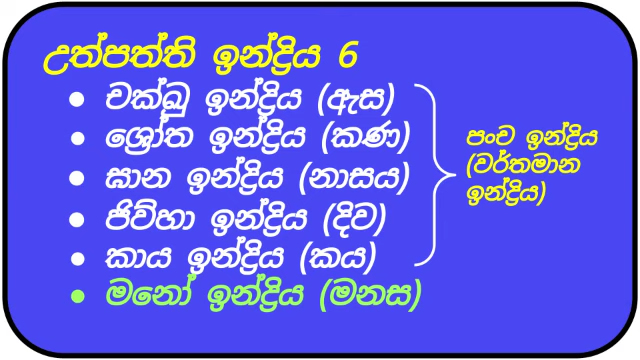 උත්පත්ති ඉන්ද්‍රිය 6
● චක්ඛු ඉන්ද්‍රිය (ඇස)
● ශ්‍රෝත ඉන්ද්‍රිය (කණ)
● ඝාන ඉන්ද්‍රිය (නාසය)
● ජිව්හා ඉන්ද්‍රිය (දිව)
● කාය ඉන්ද්‍රිය (කය)
● මනෝ ඉන්ද්‍රිය (මනස)
පංච ඉන්ද්‍රිය
(වර්තමාන
ඉන්ද්‍රිය)